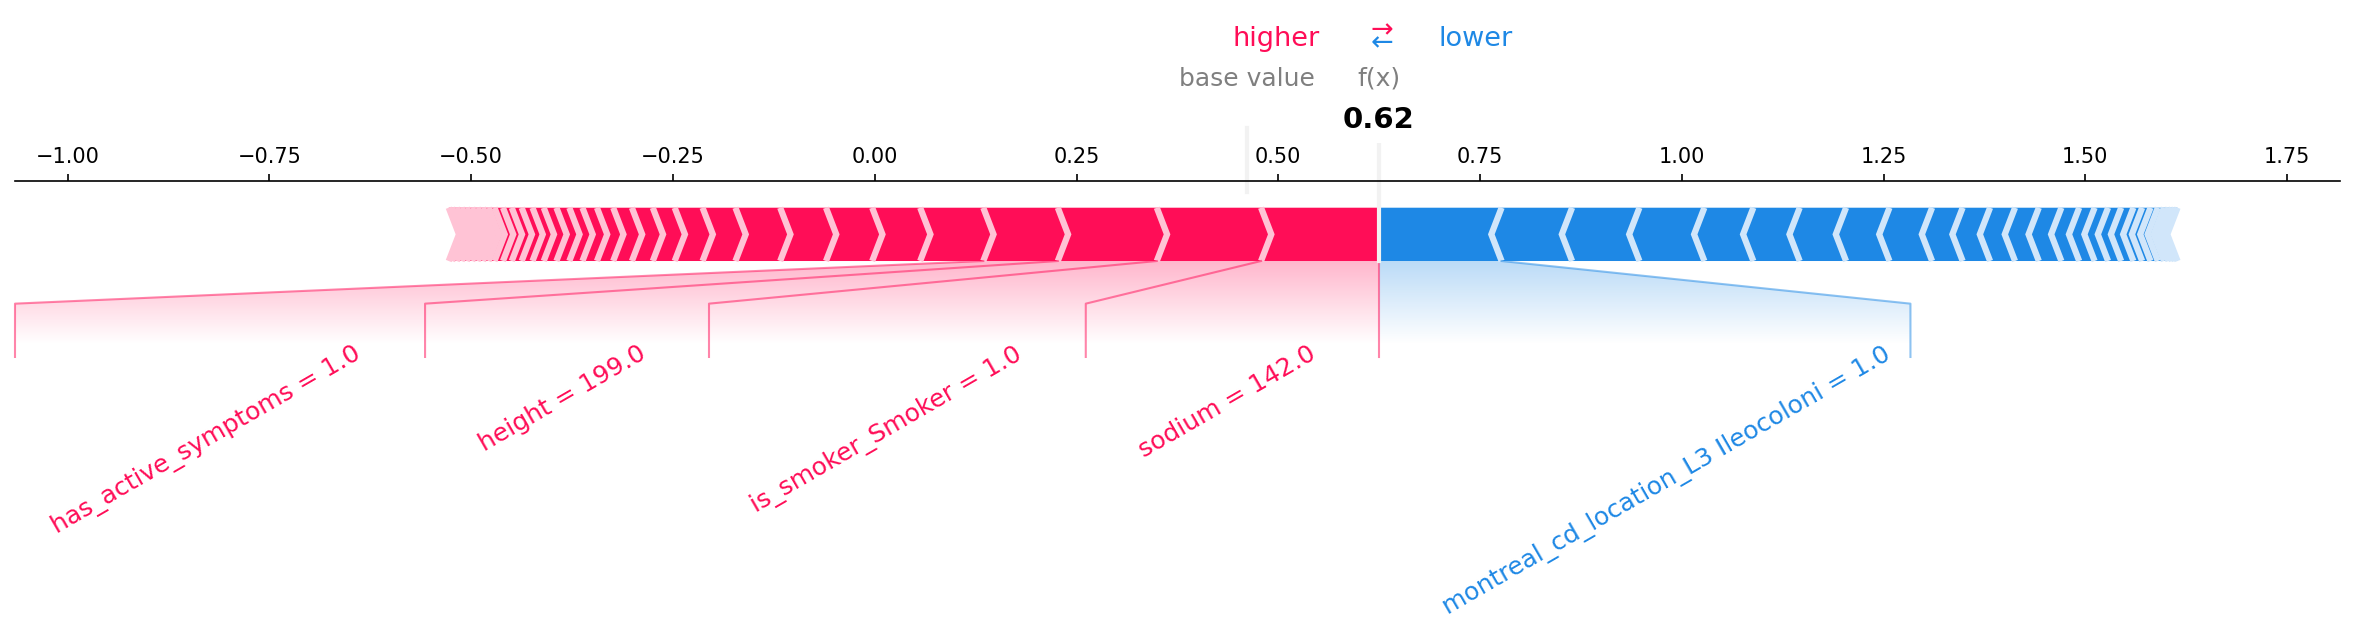 higher ⇄ lower
base value f(x)
0.62
−1.00 −0.75 −0.50 −0.25 0.00 0.25 0.50 0.75 1.00 1.25 1.50 1.75
has_active_symptoms = 1.0
height = 199.0
is_smoker_Smoker = 1.0
sodium = 142.0
montreal_cd_location_L3 Ileocoloni = 1.0